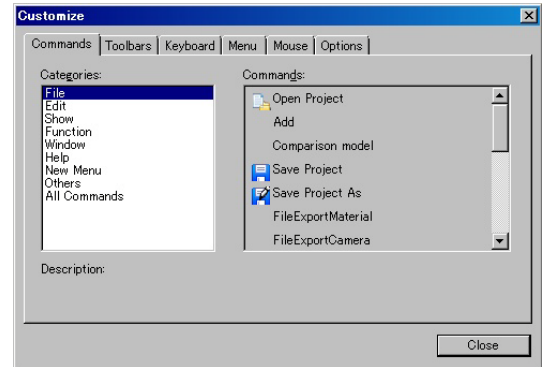 Customize
Commands Toolbars Keyboard Menu Mouse Options
Categories:
File
Edit
Show
Function
Window
Help
New Menu
Others
All Commands
Commands:
Open Project
Add
Comparison model
Save Project
Save Project As
FileExportMaterial
FileExportCamera
Description:
Close